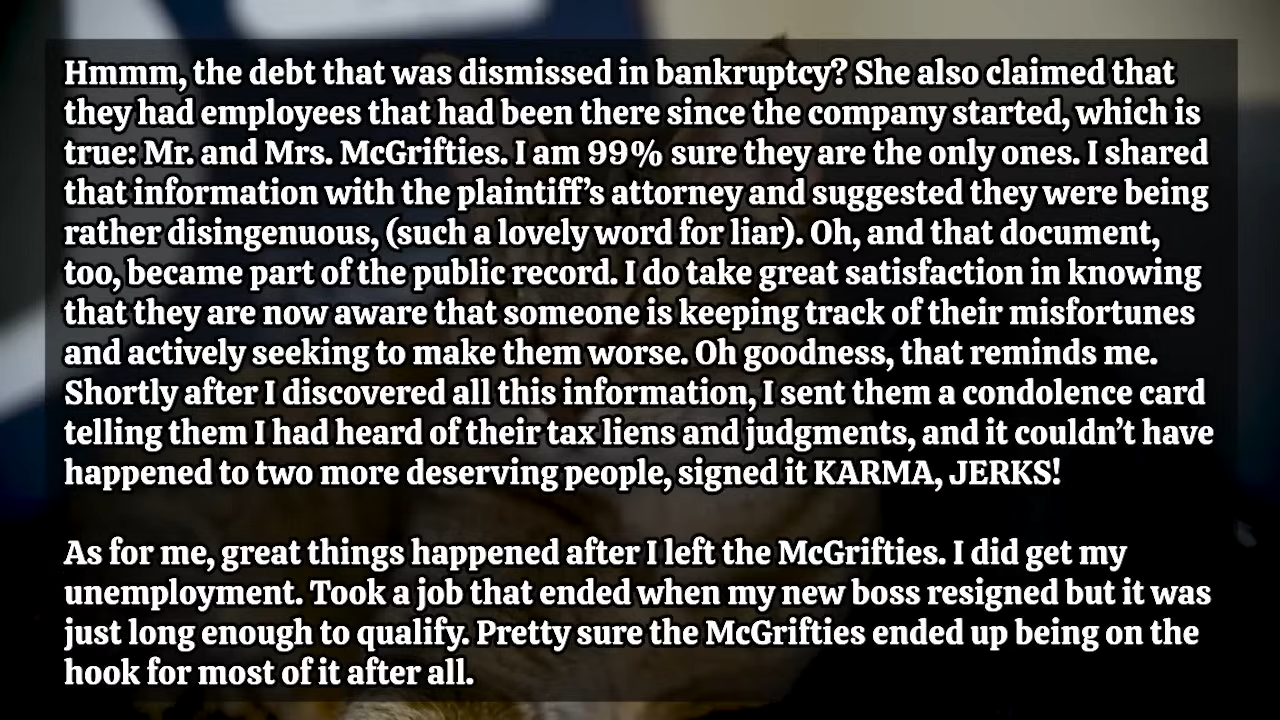 Hmmm, the debt that was dismissed in bankruptcy? She also claimed that
they had employees that had been there since the company started, which is
true: Mr. and Mrs. McGrifties. I am 99% sure they are the only ones. I shared
that information with the plaintiff’s attorney and suggested they were being
rather disingenuous, (such a lovely word for liar). Oh, and that document,
too, became part of the public record. I do take great satisfaction in knowing
that they are now aware that someone is keeping track of their misfortunes
and actively seeking to make them worse. Oh goodness, that reminds me.
Shortly after I discovered all this information, I sent them a condolence card
telling them I had heard of their tax liens and judgments, and it couldn’t have
happened to two more deserving people, signed it KARMA, JERKS!
As for me, great things happened after I left the McGrifties. I did get my
unemployment. Took a job that ended when my new boss resigned but it was
just long enough to qualify. Pretty sure the McGrifties ended up being on the
hook for most of it after all.